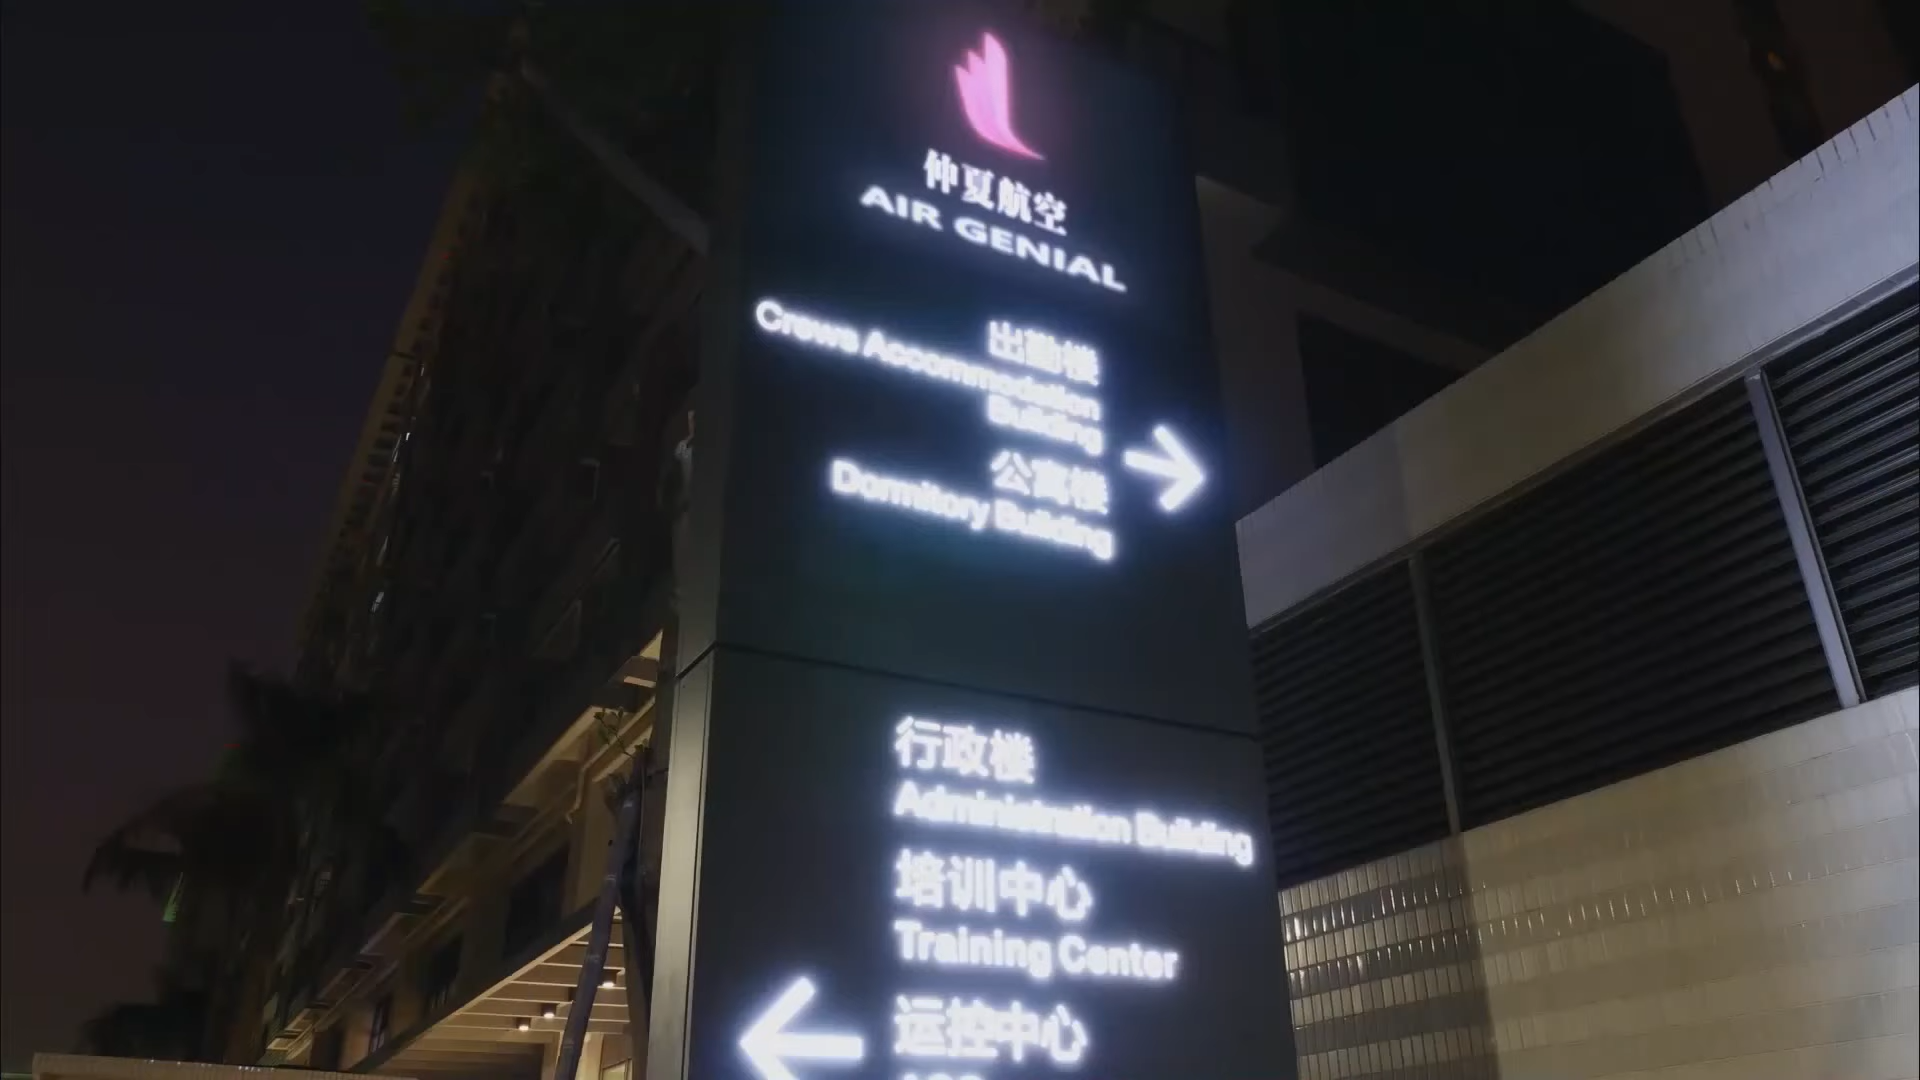 仲夏航空
AIR GENIAL
出勤楼
Crews Accommodation
Building
公寓楼
Dormitory Building
行政楼
Administration Building
培训中心
Training Center
运控中心